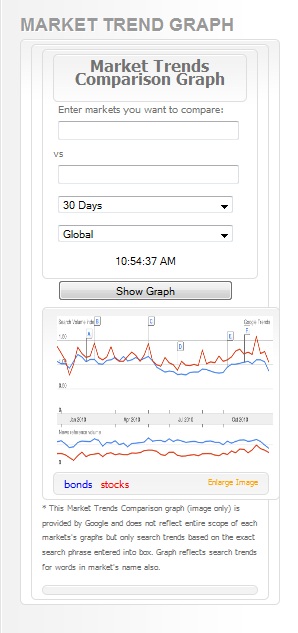 MARKET TREND GRAPH
Market Trends
Comparison Graph
Enter markets you want to compare:
vs
30 Days
Global
10:54:37 AM
Show Graph
Search Volume index
Google Trends
B
C
A
D
E
F
1.00
0.50
0
Jan 2010
Apr 2010
Jul 2010
Oct 2010
News reference volume
0
bonds stocks
Enlarge Image
* This Market Trends Comparison graph (image only) is
provided by Google and does not reflect entire scope of each
markets's graphs but only search trends based on the exact
search phrase entered into box. Graph reflects search trends
for words in market's name also.